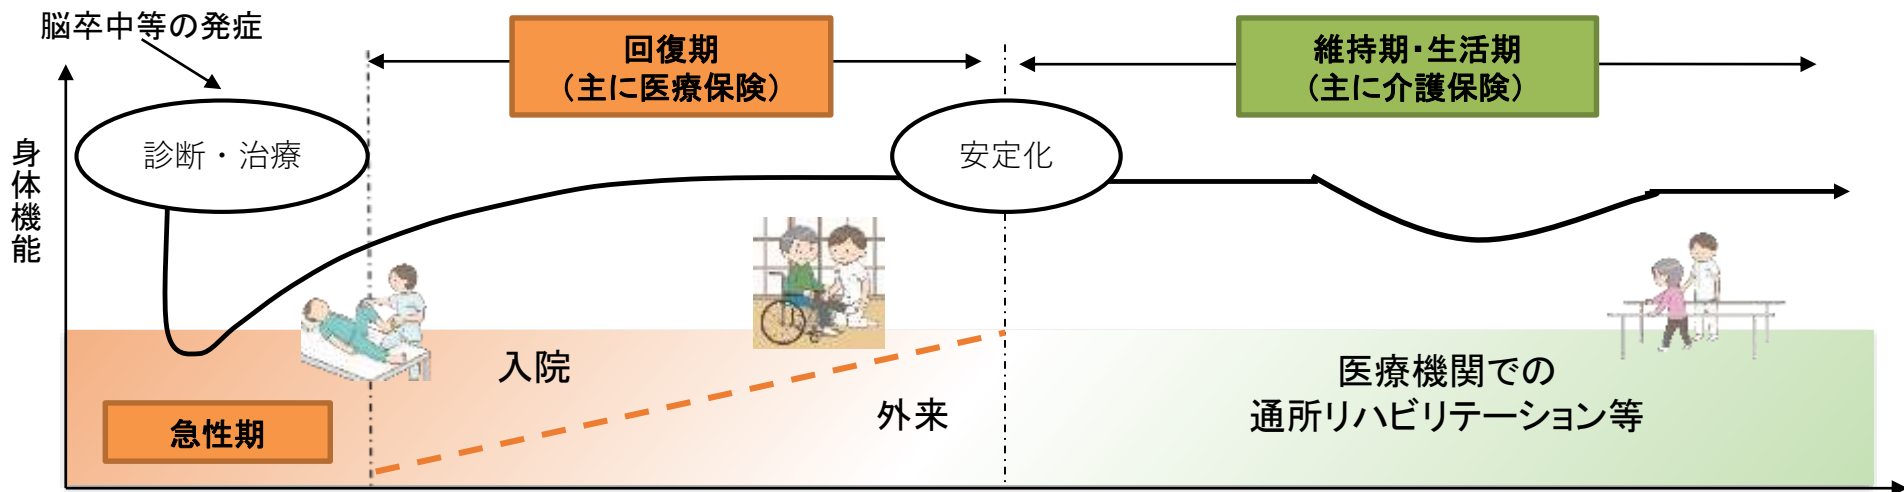 脳卒中等の発症
回復期
（主に医療保険）
維持期・生活期
（主に介護保険）
身体機能
診断・治療
安定化
入院
外来
急性期
医療機関での
通所リハビリテーション等